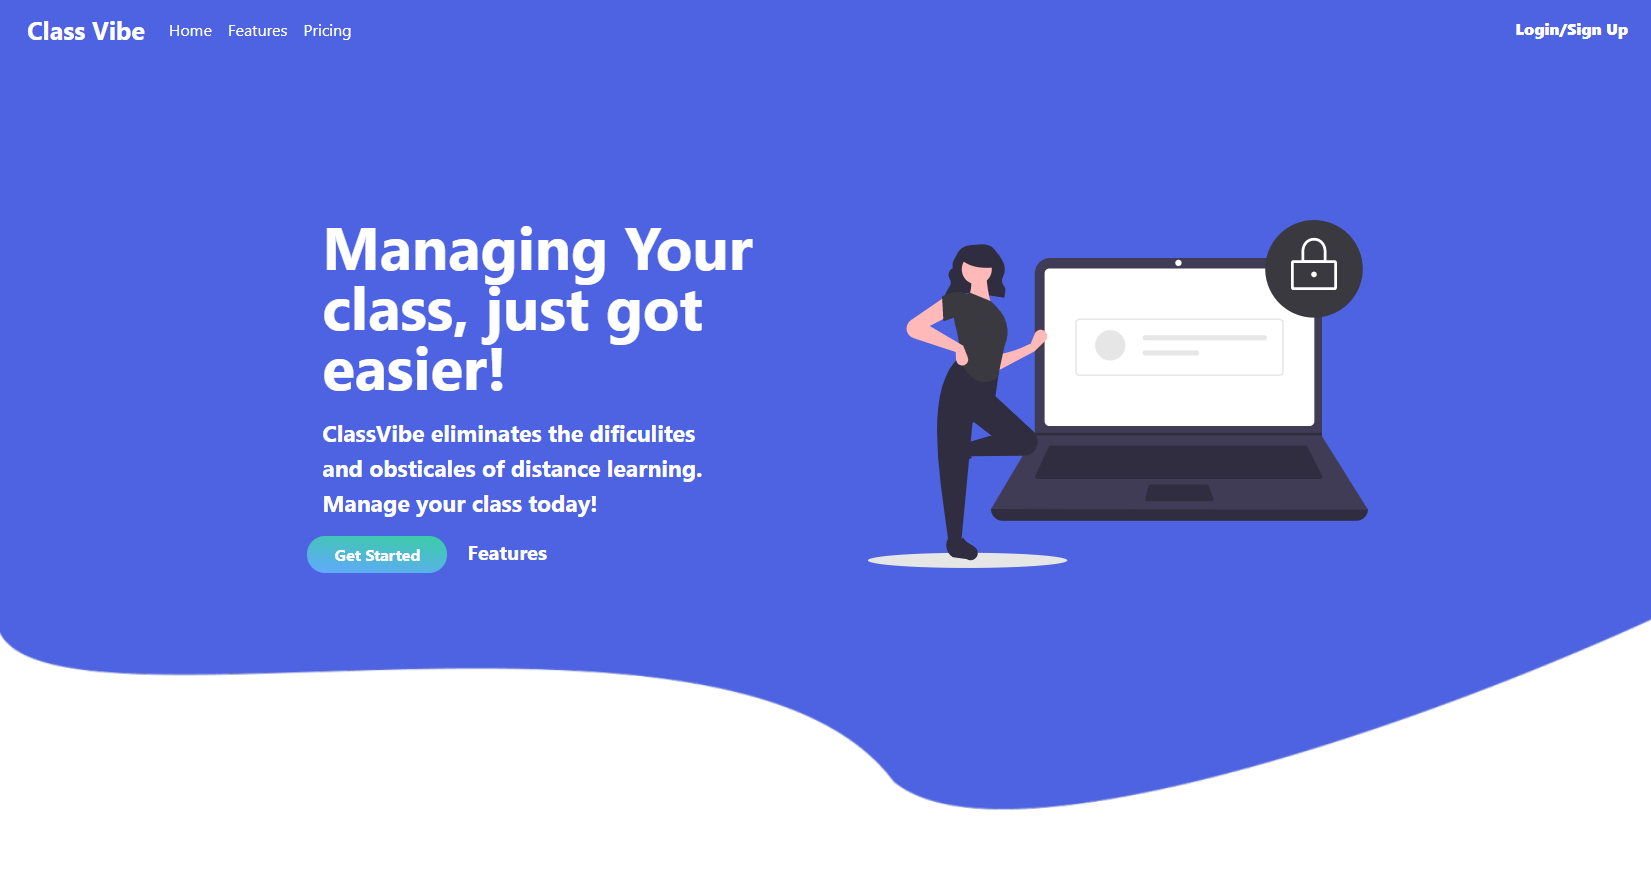 Class Vibe
Home
Features
Pricing
Login/Sign Up
Managing Your
class, just got
easier!
ClassVibe eliminates the dificulites
and obsticales of distance learning.
Manage your class today!
Get Started
Features